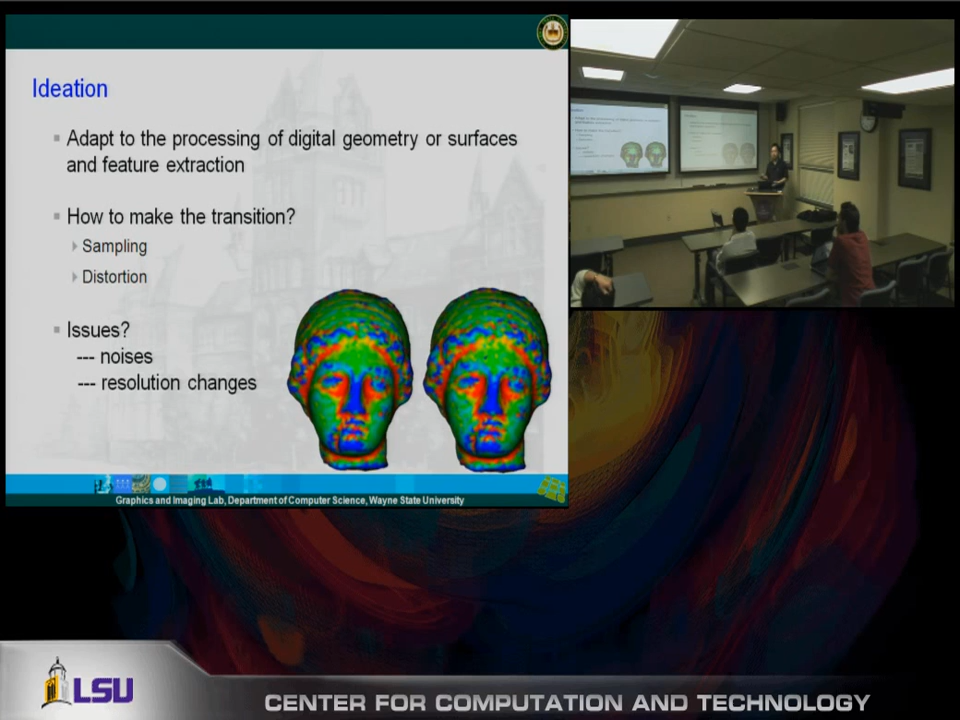 Ideation
Adapt to the processing of digital geometry or surfaces
and feature extraction
How to make the transition?
Sampling
Distortion
Issues?
--- noises
--- resolution changes
Graphics and Imaging Lab, Department of Computer Science, Wayne State University
LSU
CENTER FOR COMPUTATION AND TECHNOLOGY